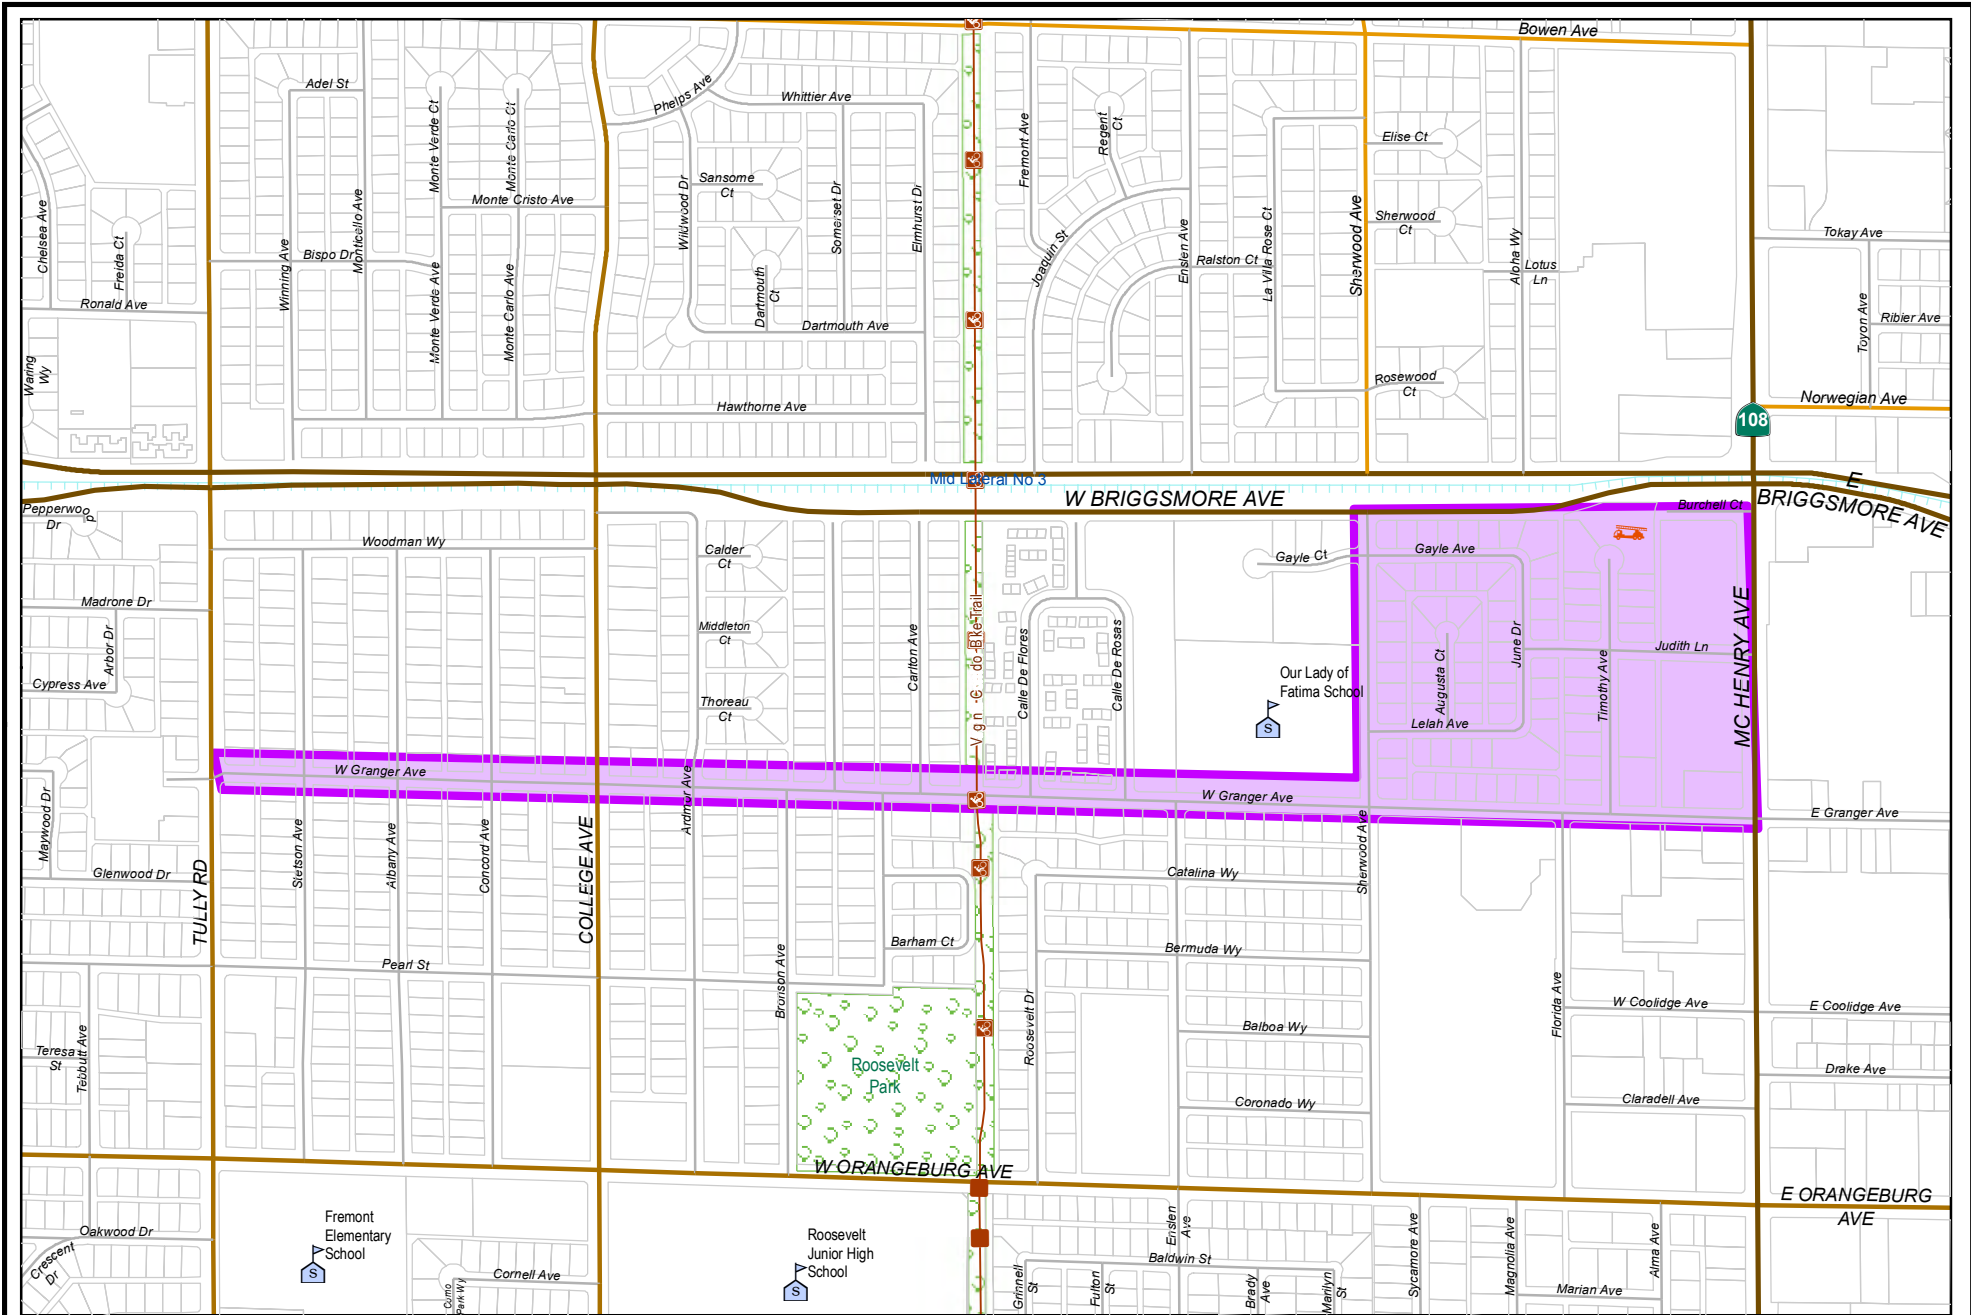 Bowen Ave
Adel St
Phelps Ave
Whittier Ave
Monte Verde Ct
Monte Carlo Ct
Fremont Ave
Regent
Ct
Elise Ct
Sansome
Ct
Monte Cristo Ave
Chelsea Ave
Freida Ct
Winning Ave
Monticello Ave
Bispo Dr
Wildwood Dr
Somerset Dr
Elmhurst Dr
Joaquin St
Enslen Ave
Ralston Ct
La Villa Rose Ct
Sherwood Ave
Sherwood
Ct
Aloha Wy
Lotus
Ln
Tokay Ave
Toyon Ave
Ribier Ave
Ronald Ave
Monte Verde Ave
Monte Carlo Ave
Dartmouth
Ct
Dartmouth Ave
Waring
Wy
Rosewood
Ct
Hawthorne Ave
Norwegian Ave
108
Mid Lateral No 3
W BRIGGSMORE AVE
E
BRIGGSMORE AVE
Burchell Ct
Dr
Woodman Wy
Calder
Ct
Gayle Ct
Gayle Ave
Madrone Dr
Arbor Dr
Middleton
Ct
Carlton Ave
Calle De Flores
Calle De Rosas
Cypress Ave
Our Lady of
Fatima School
S
Augusta Ct
June Dr
Timothy Ave
Judith Ln
MC HENRY AVE
Thoreau
Ct
Lelah Ave
W Granger Ave
W Granger Ave
E Granger Ave
Ardmor Ave
Maywood Dr
Glenwood Dr
TULLY RD
Stetson Ave
Albany Ave
Concord Ave
COLLEGE AVE
Catalina Wy
Sherwood Ave
Barham Ct
Bermuda Wy
Pearl St
Bronson Ave
Roosevelt Dr
Florida Ave
W Coolidge Ave
E Coolidge Ave
Teresa
St
Tebbutt Ave
Balboa Wy
Roosevelt
Park
Drake Ave
Coronado Wy
Claradell Ave
W ORANGEBURG AVE
E ORANGEBURG
AVE
Oakwood Dr
Crescent
Dr
Fremont
Elementary
School
S
Roosevelt
Junior High
School
S
Cornell Ave
Park Wy
Enslen
Ave
Baldwin St
Grinnell
St
Fulton
St
Brady
Ave
Marilyn
St
Sycamore Ave
Magnolia Ave
Alma Ave
Marian Ave